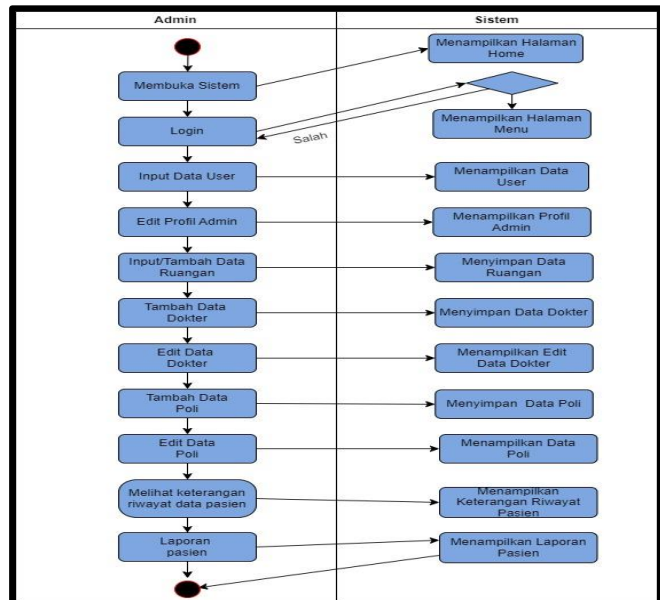 Admin
Sistem
Menampilkan Halaman
Home
Membuka Sistem
Login
Salah
Menampilkan Halaman
Menu
Input Data User
Menampilkan Data
User
Edit Profil Admin
Menampilkan Profil
Admin
Input/Tambah Data
Ruangan
Menyimpan Data
Ruangan
Tambah Data
Dokter
Menyimpan Data Dokter
Edit Data
Dokter
Menampilkan Edit
Data Dokter
Tambah Data
Poli
Menyimpan Data Poli
Edit Data
Poli
Menampilkan Data
Poli
Melihat keterangan
riwayat data pasien
Menampilkan
Keterangan Riwayat
Pasien
Laporan
pasien
Menampilkan Laporan
Pasien